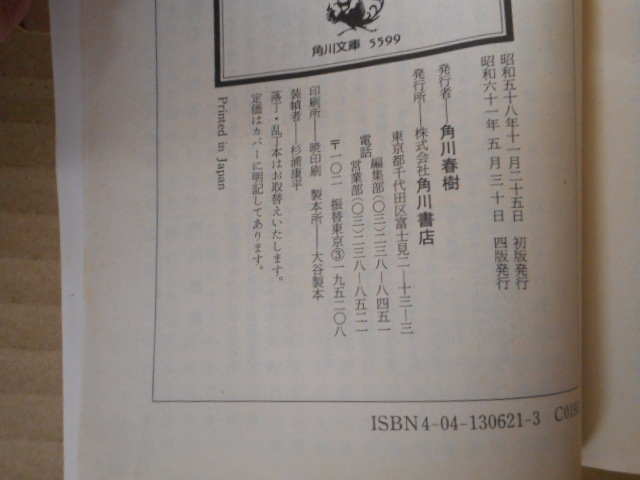 角川文庫 5599
昭和五十八年十一月二十五日 初版発行
昭和六十一年五月三十日 四版発行
発行者——角川春樹
発行所——株式会社角川書店
東京都千代田区富士見二—十三—三
編集部(〇三)二三八—八四五一
電話
営業部(〇三)二三八—八五二一
〒一〇二 振替東京③一九五二〇八
印刷所——暁印刷 製本所——大谷製本
装幀者——杉浦康平
落丁・乱丁本はお取替えいたします。
定価はカバーに明記してあります。
Printed in Japan
ISBN4-04-130621-3